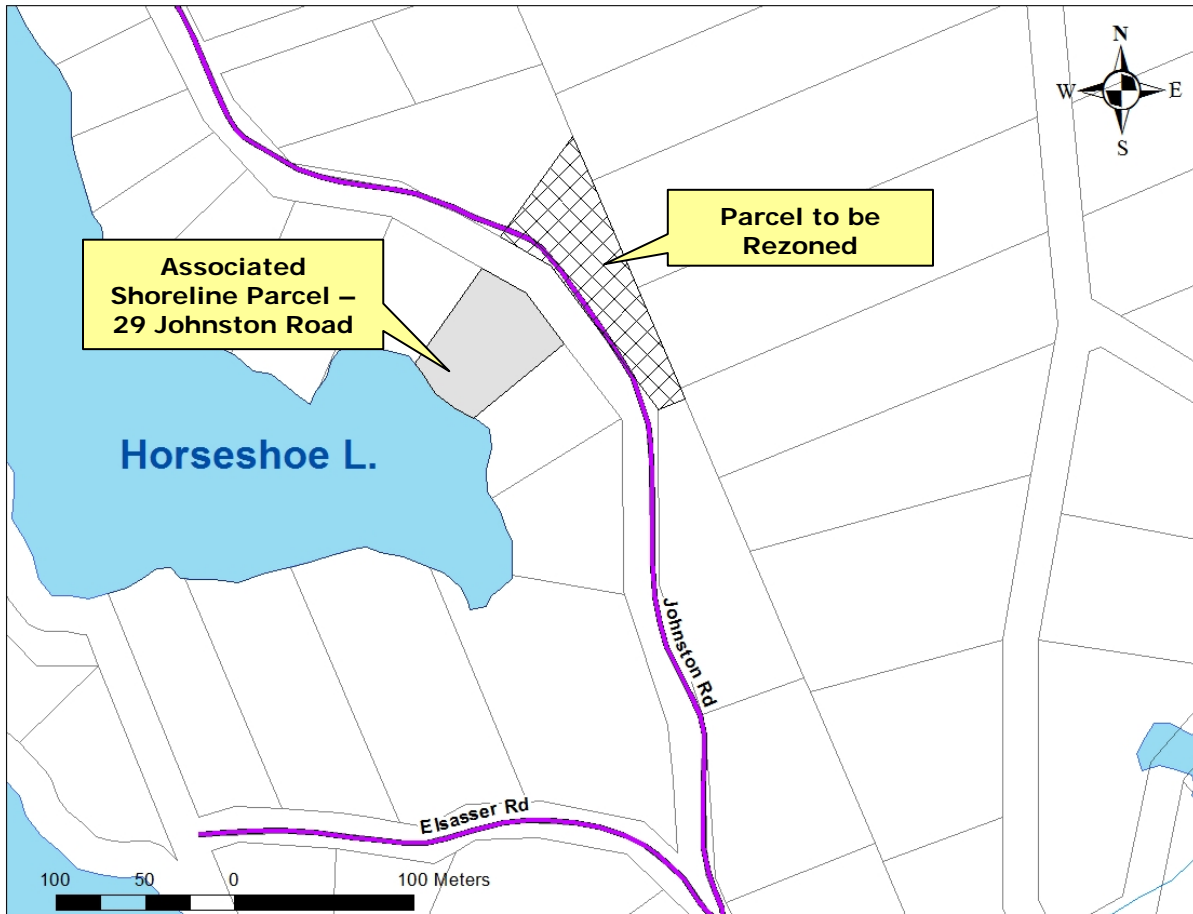 N
W E
S
Parcel to be
Rezoned
Associated
Shoreline Parcel –
29 Johnston Road
Horseshoe L.
Johnston Rd
Elsasser Rd
100 50 0 100 Meters